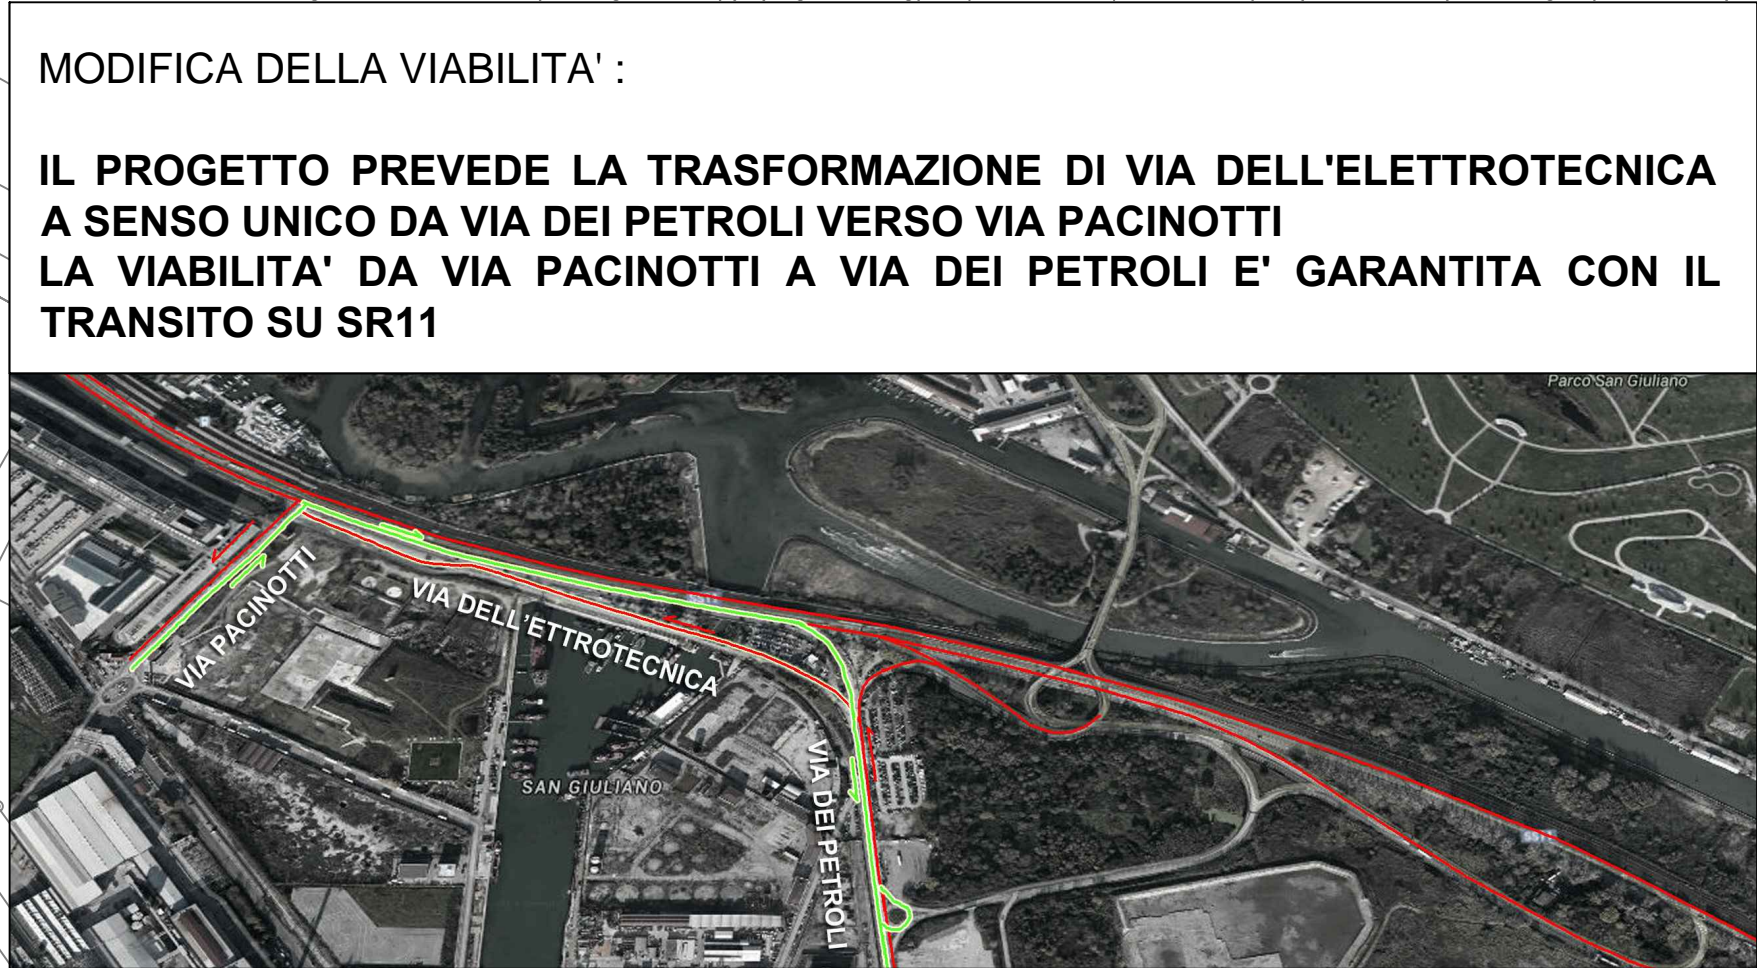 MODIFICA DELLA VIABILITA' :
IL PROGETTO PREVEDE LA TRASFORMAZIONE DI VIA DELL'ELETTROTECNICA
A SENSO UNICO DA VIA DEI PETROLI VERSO VIA PACINOTTI
LA VIABILITA' DA VIA PACINOTTI A VIA DEI PETROLI E' GARANTITA CON IL
TRANSITO SU SR11
Parco San Giuliano
VIA PACINOTTI
VIA DELL'ETTROTECNICA
SAN GIULIANO
VIA DEI PETROLI